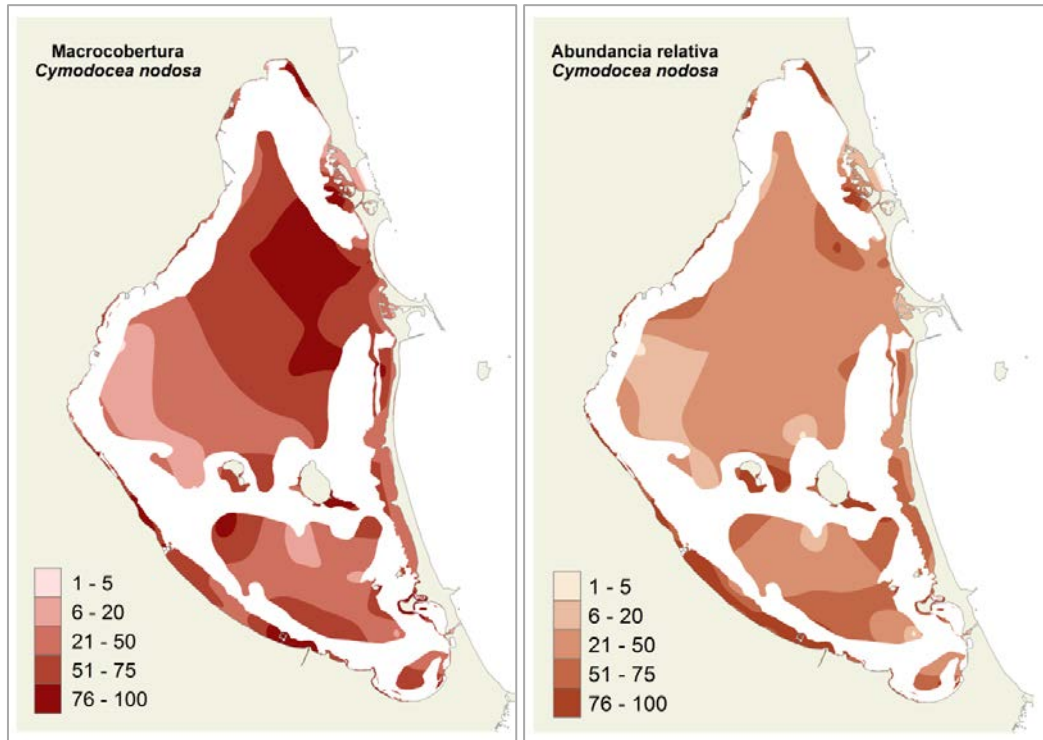 Macrocobertura
Cymodocea nodosa
1 - 5
6 - 20
21 - 50
51 - 75
76 - 100
Abundancia relativa
Cymodocea nodosa
1 - 5
6 - 20
21 - 50
51 - 75
76 - 100